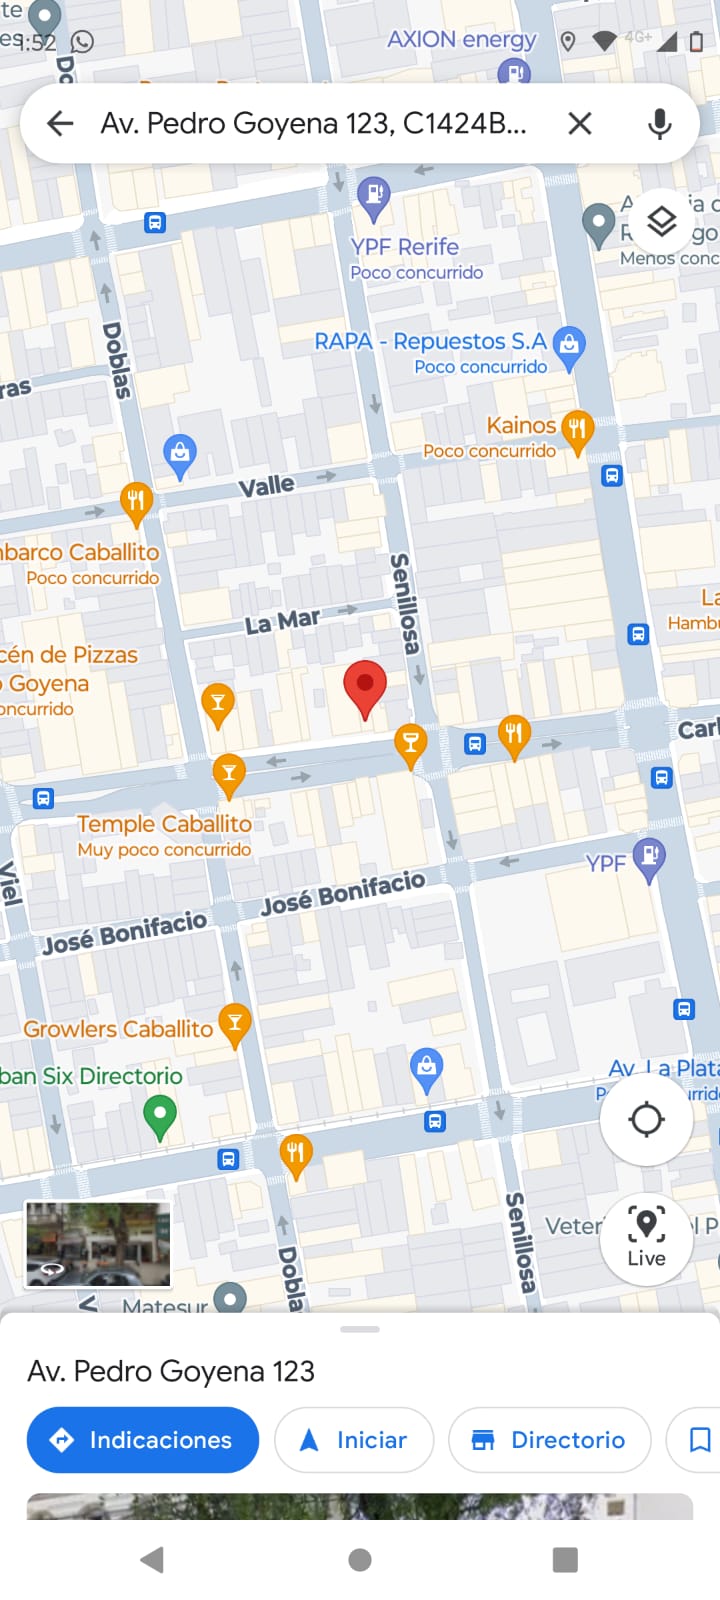 te
es
9:52
4G+
AXION energy
Av. Pedro Goyena 123, C1424B...
YPF Rerife
Poco concurrido
Menos conc
RAPA - Repuestos S.A
Poco concurrido
Doblas
ras
Kainos
Poco concurrido
Valle
mbarco Caballito
Poco concurrido
Senillosa
La Mar
La
Hambu
cén de Pizzas
o Goyena
oncurrido
Carl
Temple Caballito
Muy poco concurrido
YPF
Viel
José Bonifacio
José Bonifacio
Growlers Caballito
ban Six Directorio
Av. La Plata
Senillosa
Veter
l P
Live
Dobla
Matesur
Av. Pedro Goyena 123
Indicaciones
Iniciar
Directorio